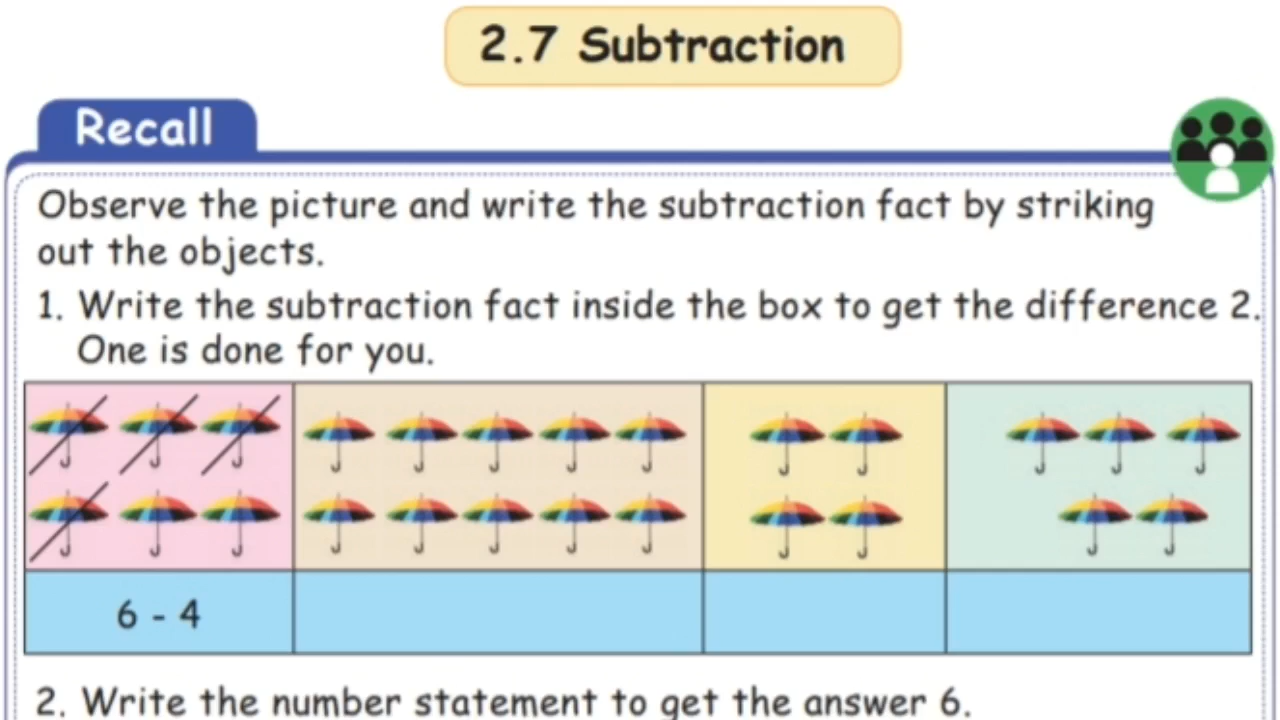 2.7 Subtraction
Recall
Observe the picture and write the subtraction fact by striking
out the objects.
1. Write the subtraction fact inside the box to get the difference 2.
One is done for you.
6 - 4
2. Write the number statement to get the answer 6.